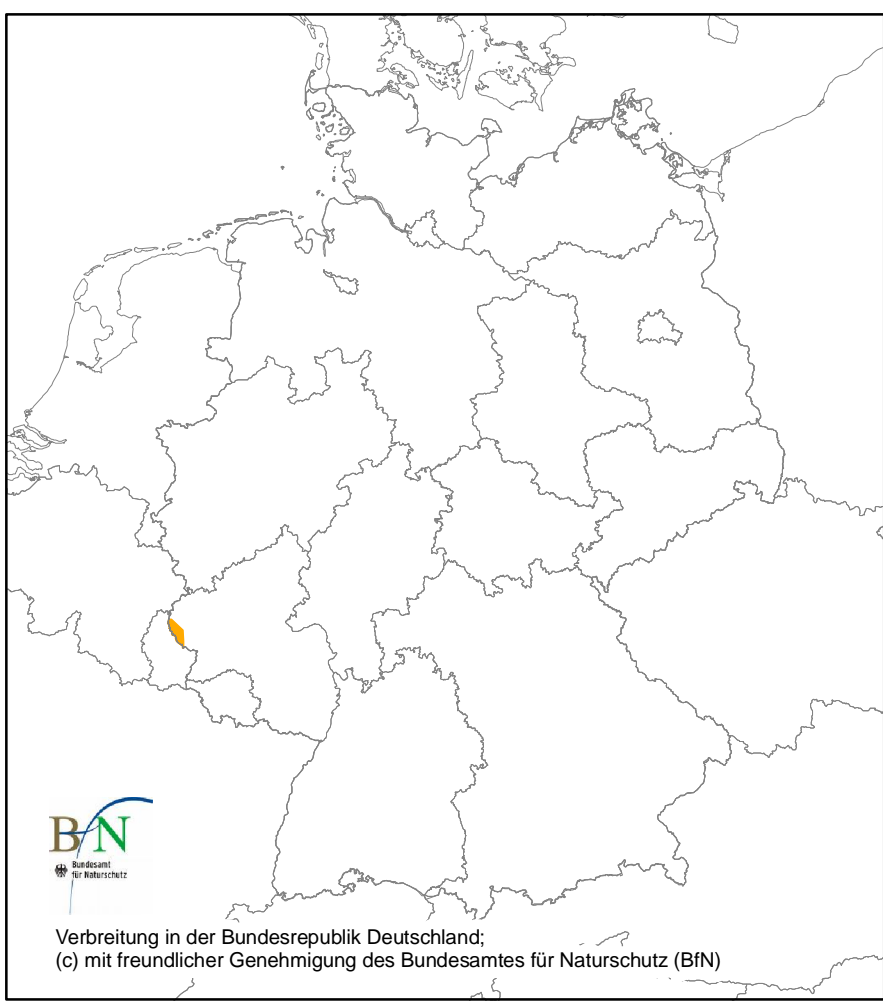 BfN
Bundesamt
für Naturschutz
Verbreitung in der Bundesrepublik Deutschland;
(c) mit freundlicher Genehmigung des Bundesamtes für Naturschutz (BfN)